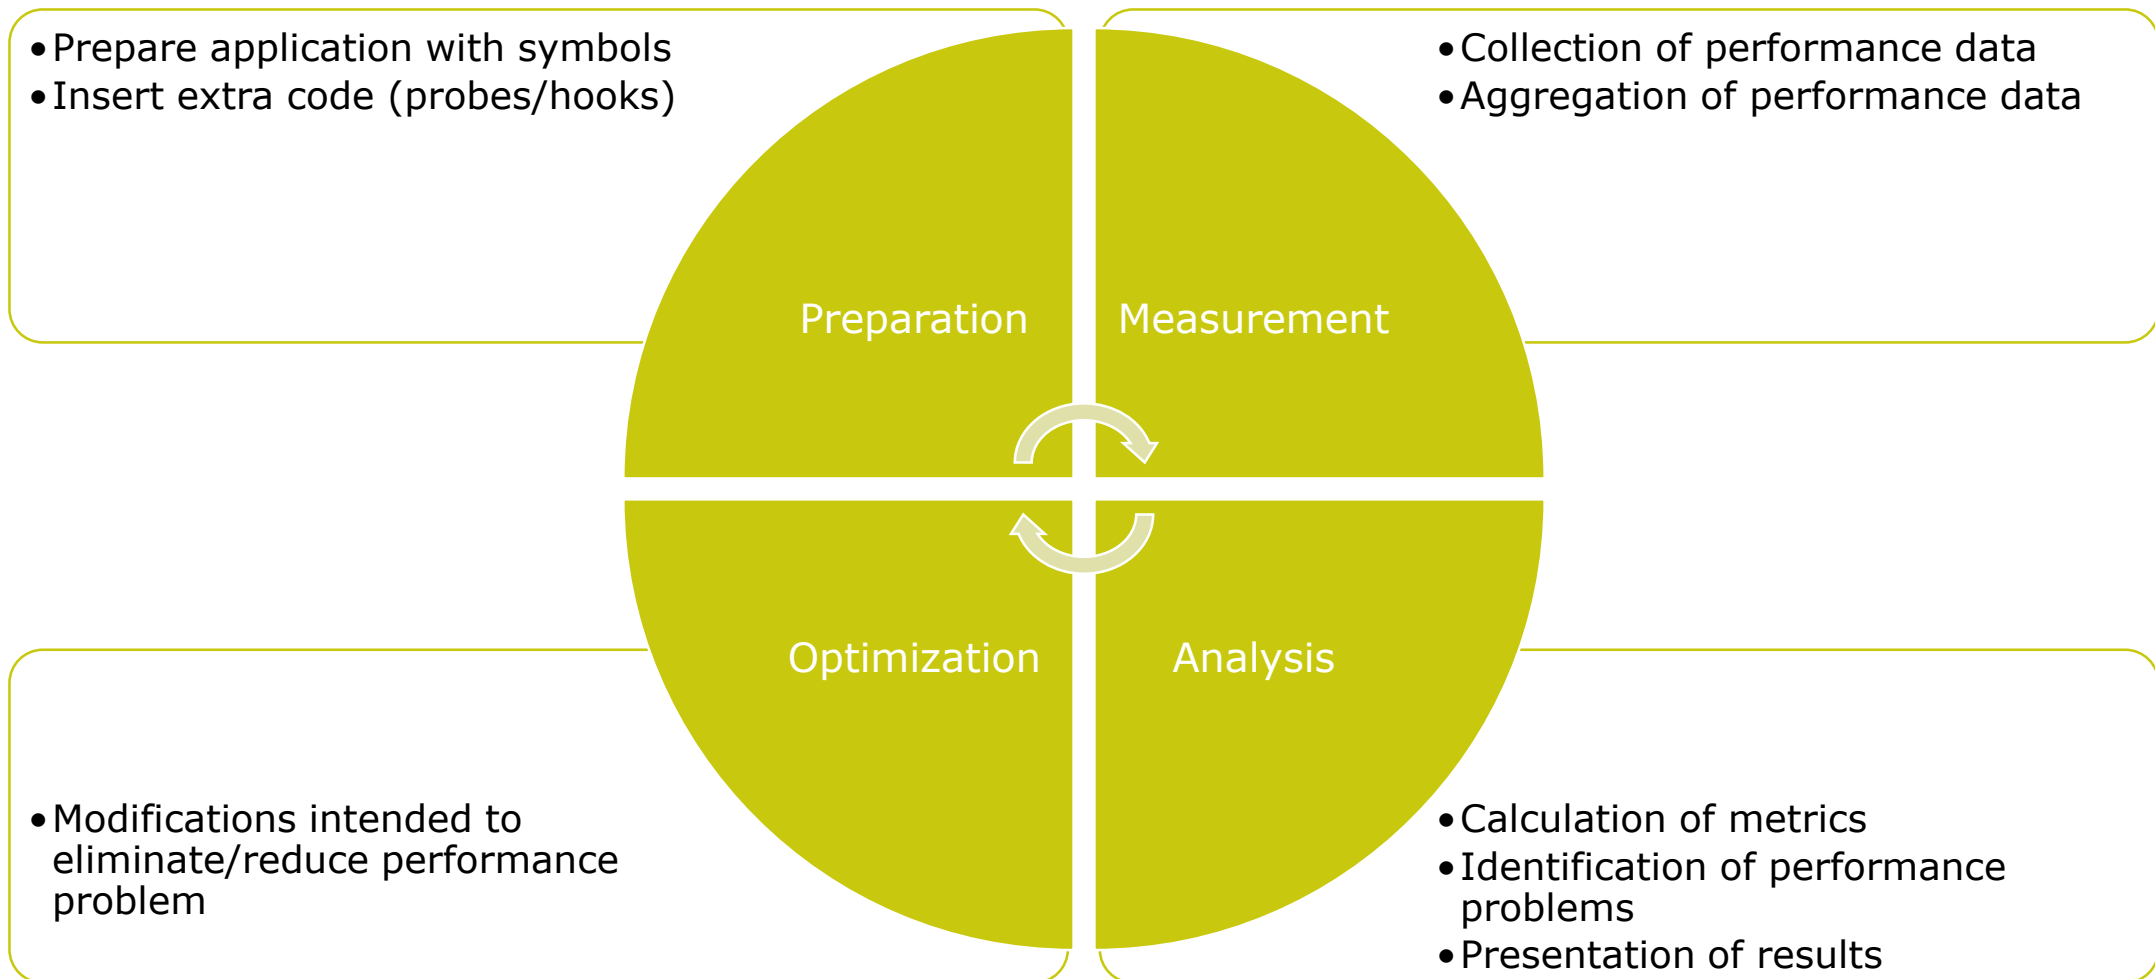 •Prepare application with symbols
•Insert extra code (probes/hooks)
•Collection of performance data
•Aggregation of performance data
Preparation
Measurement
Optimization
Analysis
•Modifications intended to
eliminate/reduce performance
problem
•Calculation of metrics
•Identification of performance
problems
•Presentation of results